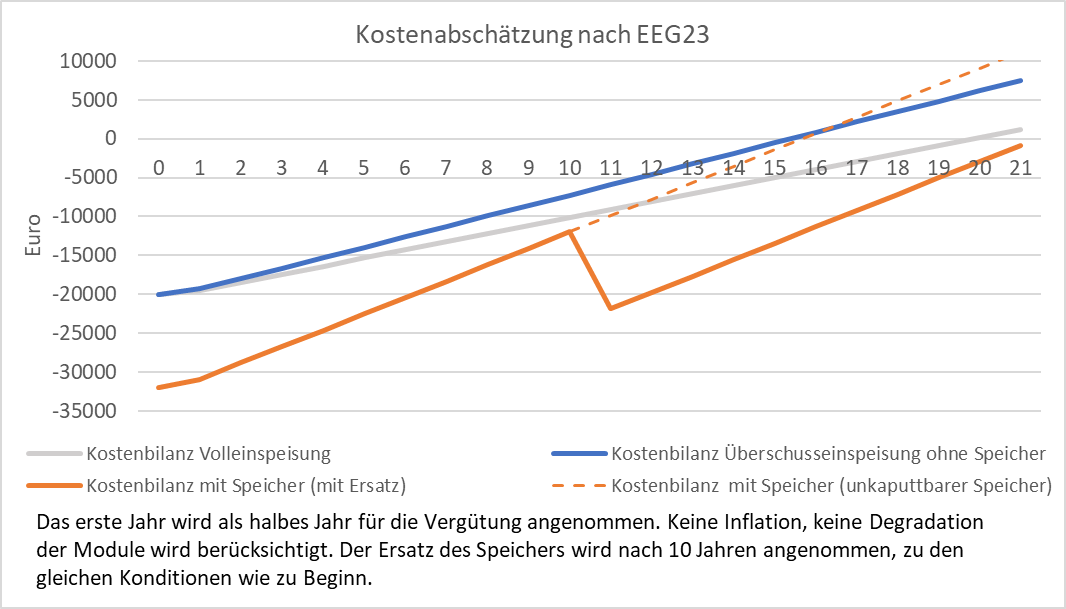 Kostenabschätzung nach EEG23
10000
5000
0
0 1 2 3 4 5 6 7 8 9 10 11 12 13 14 15 16 17 18 19 20 21
-5000
-10000
-15000
-20000
-25000
-30000
-35000
Euro
Kostenbilanz Volleinspeisung
Kostenbilanz Überschusseinspeisung ohne Speicher
Kostenbilanz mit Speicher (mit Ersatz)
Kostenbilanz  mit Speicher (unkaputtbarer Speicher)
Das erste Jahr wird als halbes Jahr für die Vergütung angenommen. Keine Inflation, keine Degradation
der Module wird berücksichtigt. Der Ersatz des Speichers wird nach 10 Jahren angenommen, zu den
gleichen Konditionen wie zu Beginn.